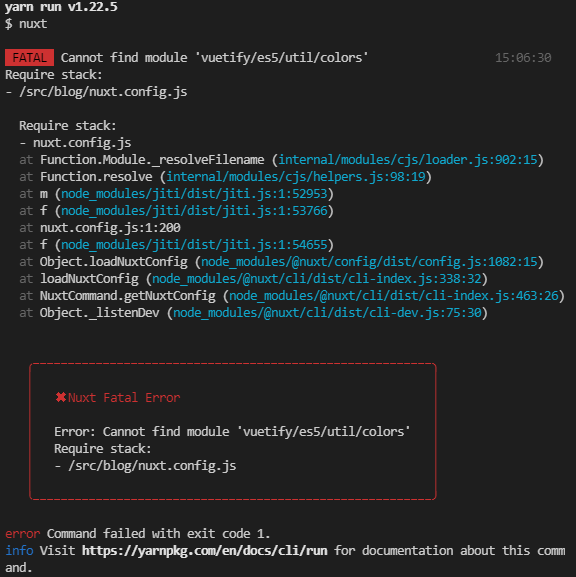 yarn run v1.22.5
$ nuxt
FATAL Cannot find module 'vuetify/es5/util/colors' 15:06:30
Require stack:
- /src/blog/nuxt.config.js
Require stack:
- nuxt.config.js
at Function.Module._resolveFilename (internal/modules/cjs/loader.js:902:15)
at Function.resolve (internal/modules/cjs/helpers.js:98:19)
at m (node_modules/jiti/dist/jiti.js:1:52953)
at f (node_modules/jiti/dist/jiti.js:1:53766)
at nuxt.config.js:1:200
at f (node_modules/jiti/dist/jiti.js:1:54655)
at Object.loadNuxtConfig (node_modules/@nuxt/config/dist/config.js:1082:15)
at loadNuxtConfig (node_modules/@nuxt/cli/dist/cli-index.js:338:32)
at NuxtCommand.getNuxtConfig (node_modules/@nuxt/cli/dist/cli-index.js:463:26)
at Object._listenDev (node_modules/@nuxt/cli/dist/cli-dev.js:75:30)
✖Nuxt Fatal Error
Error: Cannot find module 'vuetify/es5/util/colors'
Require stack:
- /src/blog/nuxt.config.js
error Command failed with exit code 1.
info Visit https://yarnpkg.com/en/docs/cli/run for documentation about this comm
and.